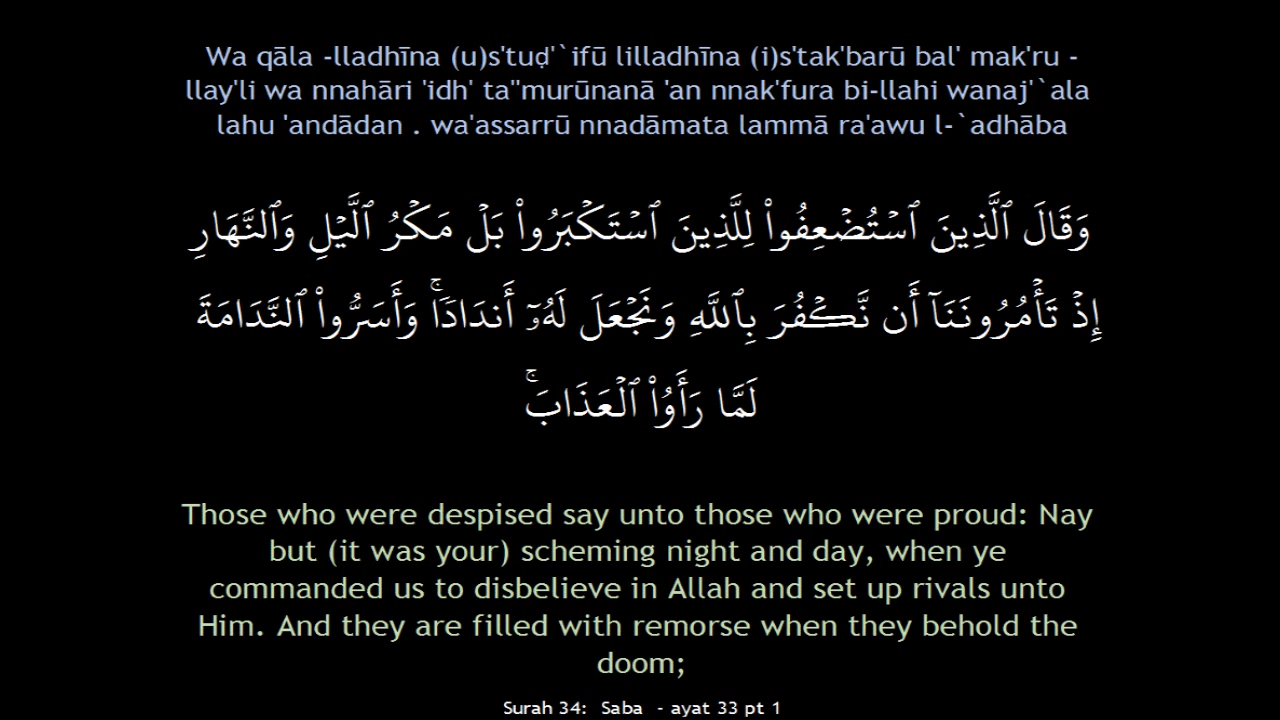 Wa qāla -lladhīna (u)s'tuḍ'`ifū lilladhīna (i)s'tak'barū bal' mak'ru -
llay'li wa nnahāri 'idh' ta''murūnanā 'an nnak'fura bi-llahi wanaj'`ala
lahu 'andādan . wa'assarrū nnadāmata lammā ra'awu l-`adhāba
وَقَالَ ٱلَّذِينَ ٱسْتُضْعِفُوا۟ لِلَّذِينَ ٱسْتَكْبَرُوا۟ بَلْ مَكْرُ ٱلَّيْلِ وَٱلنَّهَارِ
إِذْ تَأْمُرُونَنَآ أَن نَّكْفُرَ بِٱللَّهِ وَنَجْعَلَ لَهُۥٓ أَندَادًا ۚ وَأَسَرُّوا۟ ٱلنَّدَامَةَ
لَمَّا رَأَوُا۟ ٱلْعَذَابَ ۚ
Those who were despised say unto those who were proud: Nay
but (it was your) scheming night and day, when ye
commanded us to disbelieve in Allah and set up rivals unto
Him. And they are filled with remorse when they behold the
doom;
Surah 34: Saba - ayat 33 pt 1